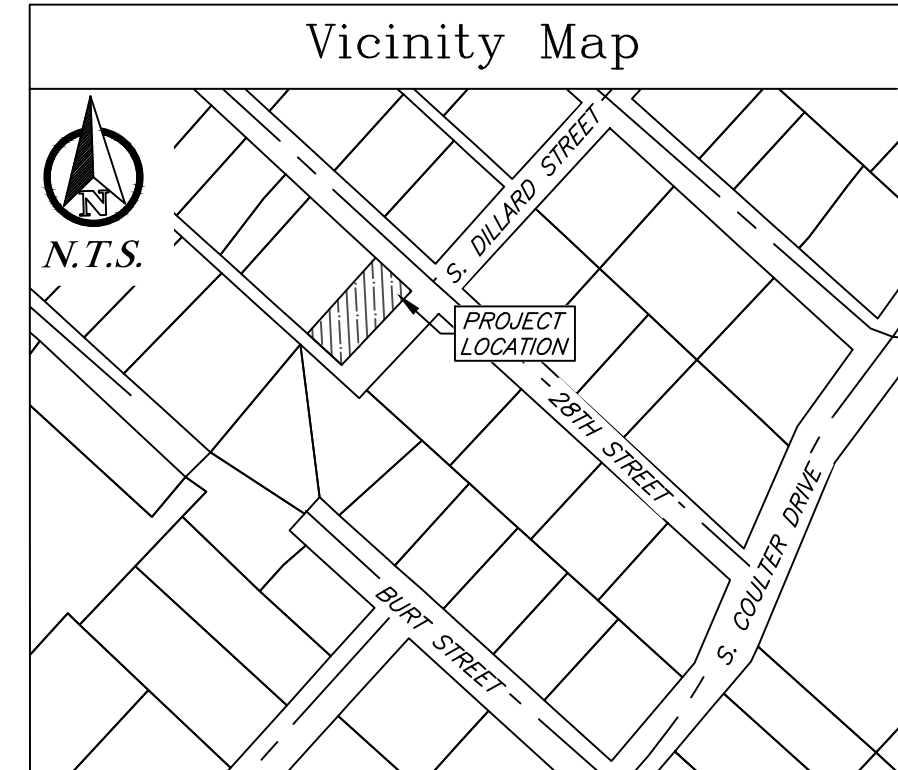 Vicinity Map
N
N.T.S.
S. DILLARD STREET
PROJECT
LOCATION
28TH STREET
S. COULTER DRIVE
BURT STREET